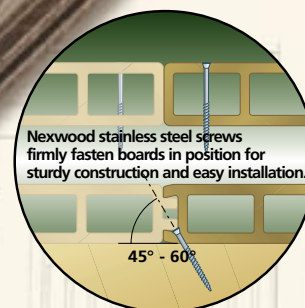 Nexwood stainless steel screws
firmly fasten boards in position for
sturdy construction and easy installation.
45° - 60°